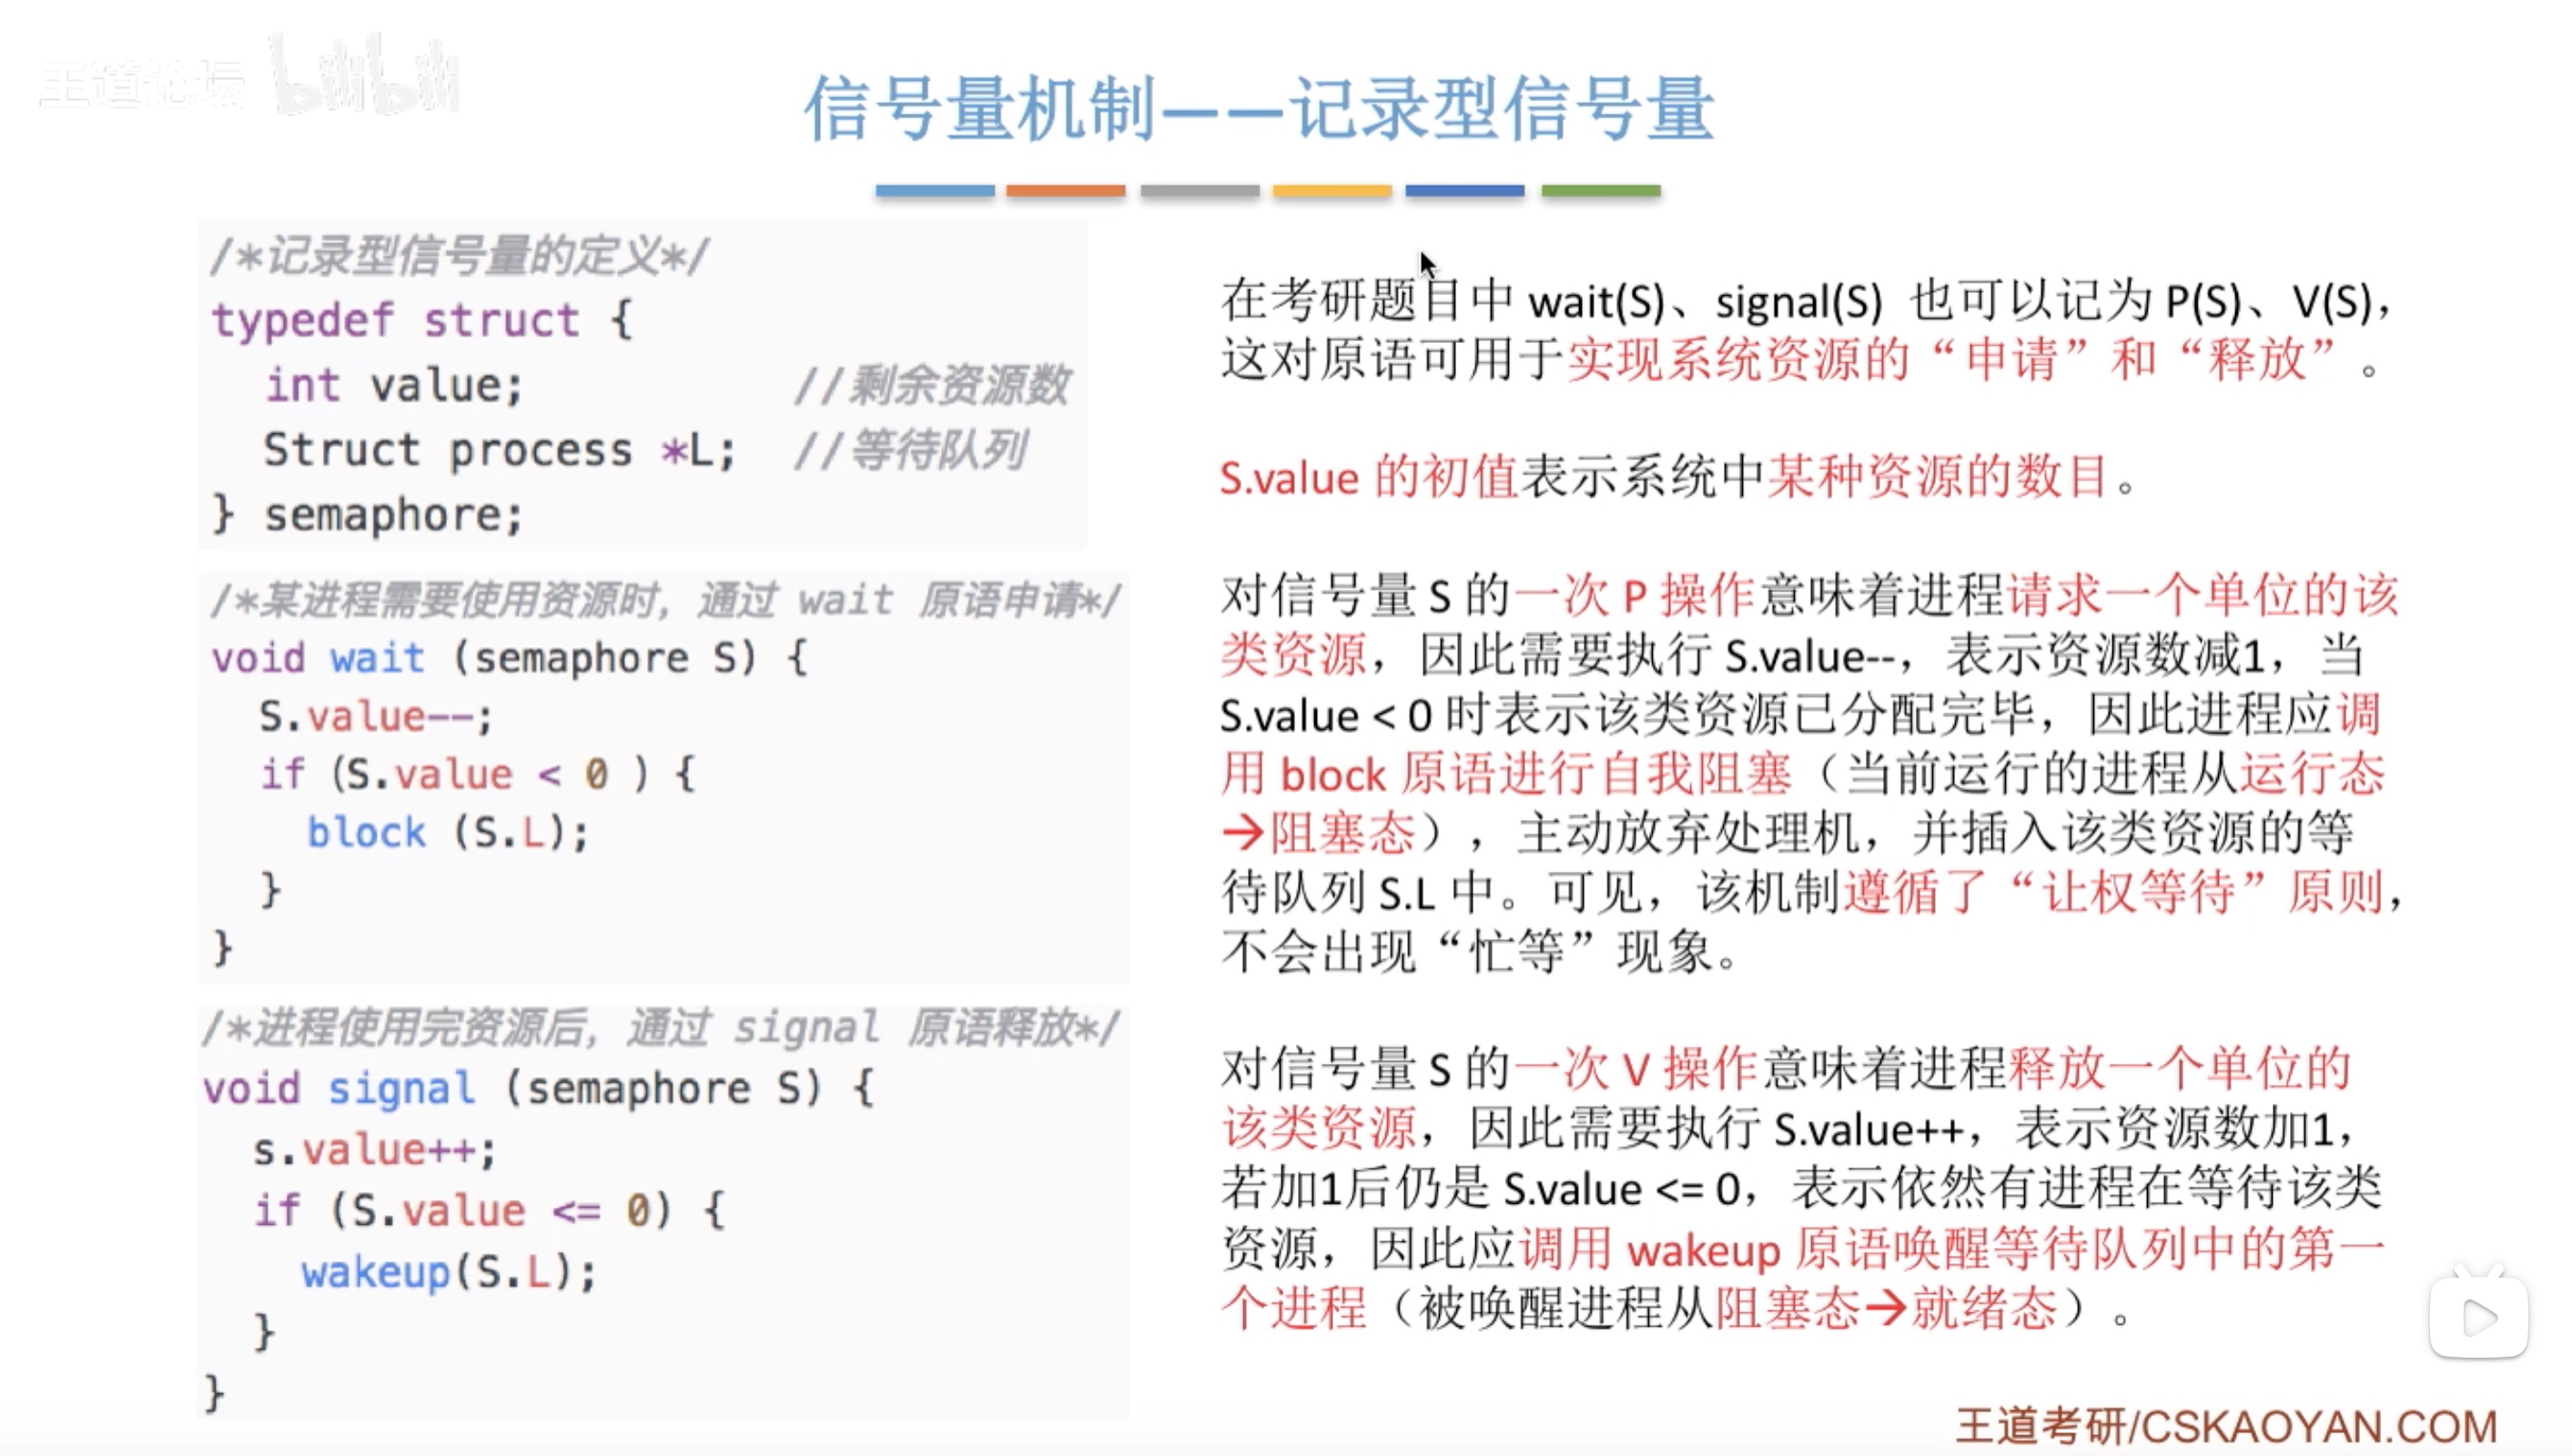 王道论坛 bilibili
信号量机制——记录型信号量
/*记录型信号量的定义*/
typedef struct {
int value; //剩余资源数
Struct process *L; //等待队列
} semaphore;
/*某进程需要使用资源时，通过 wait 原语申请*/
void wait (semaphore S) {
S.value--;
if (S.value < 0 ) {
block (S.L);
}
}
/*进程使用完资源后，通过 signal 原语释放*/
void signal (semaphore S) {
s.value++;
if (S.value <= 0) {
wakeup(S.L);
}
}
在考研题目中 wait(S)、signal(S) 也可以记为 P(S)、V(S)，
这对原语可用于实现系统资源的“申请”和“释放”。
S.value 的初值表示系统中某种资源的数目。
对信号量 S 的一次 P 操作意味着进程请求一个单位的该
类资源，因此需要执行 S.value--，表示资源数减1，当
S.value < 0 时表示该类资源已分配完毕，因此进程应调
用 block 原语进行自我阻塞（当前运行的进程从运行态
→阻塞态），主动放弃处理机，并插入该类资源的等
待队列 S.L 中。可见，该机制遵循了“让权等待”原则，
不会出现“忙等”现象。
对信号量 S 的一次 V 操作意味着进程释放一个单位的
该类资源，因此需要执行 S.value++，表示资源数加1，
若加1后仍是 S.value <= 0，表示依然有进程在等待该类
资源，因此应调用 wakeup 原语唤醒等待队列中的第一
个进程（被唤醒进程从阻塞态→就绪态）。
王道考研/CSKAOYAN.COM